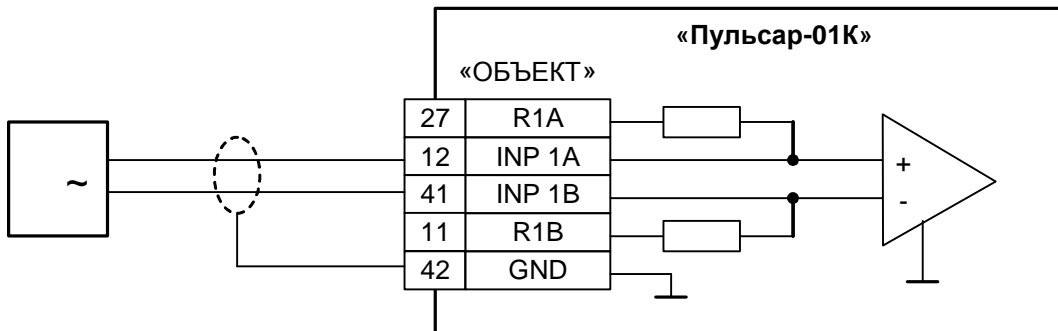 «Пульсар-01К»
«ОБЪЕКТ»
27 R1A
12 INP 1A +
~
41 INP 1B -
11 R1B
42 GND